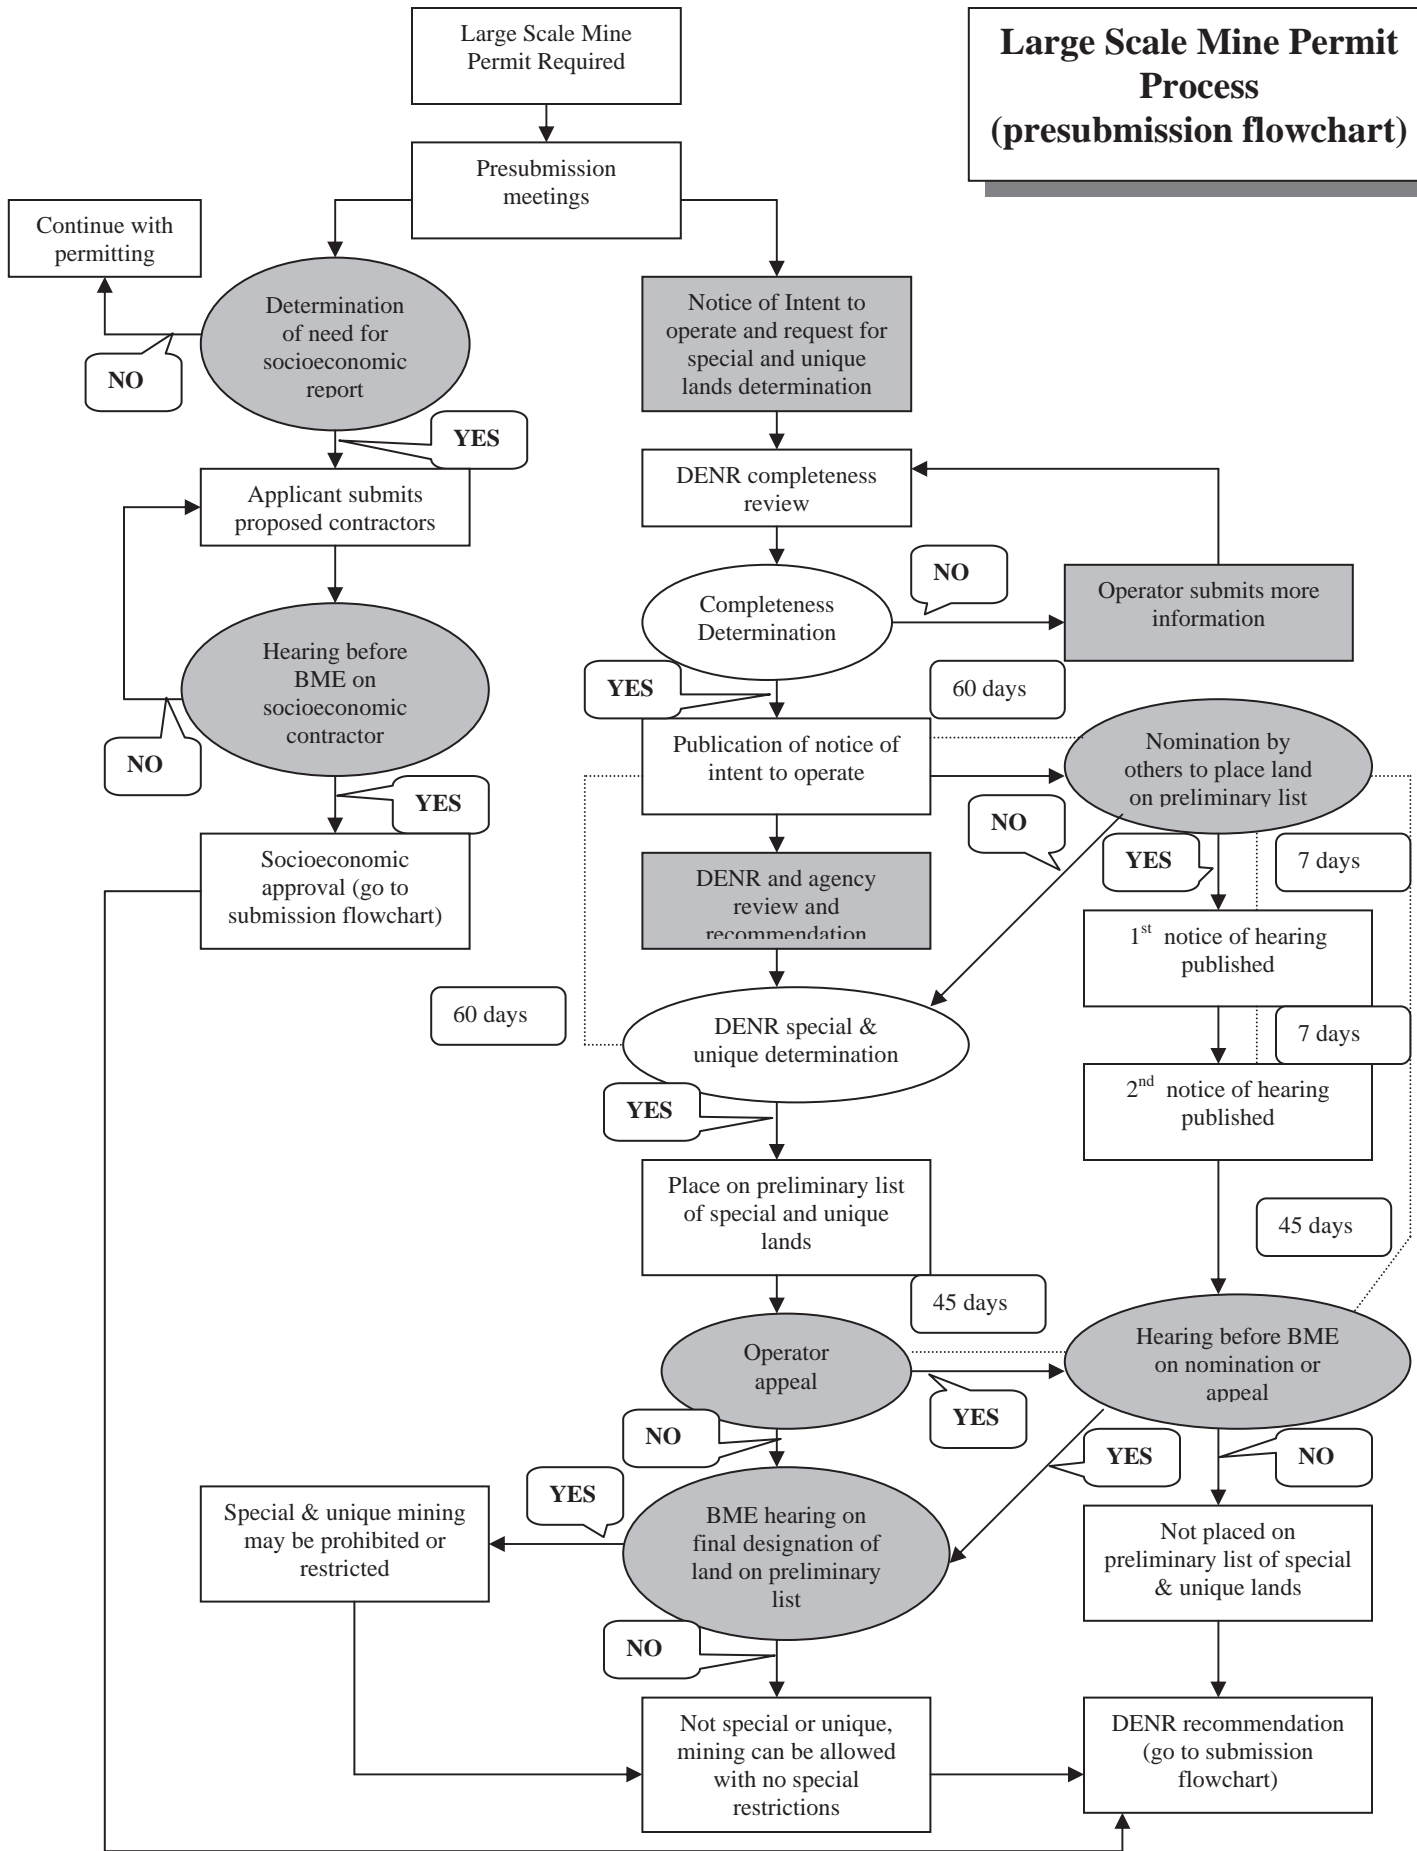 Large Scale Mine Permit
Process
(presubmission flowchart)
Large Scale Mine
Permit Required
Presubmission
meetings
Continue with
permitting
Determination
of need for
socioeconomic
report
NO
YES
Applicant submits
proposed contractors
Hearing before
BME on
socioeconomic
contractor
NO
YES
Socioeconomic
approval (go to
submission flowchart)
Notice of Intent to
operate and request for
special and unique
lands determination
DENR completeness
review
Completeness
Determination
NO
Operator submits more
information
YES
60 days
Publication of notice of
intent to operate
Nomination by
others to place land
on preliminary list
NO
YES
7 days
DENR and agency
review and
recommendation
1st notice of hearing
published
60 days
DENR special &
unique determination
7 days
2nd notice of hearing
published
YES
Place on preliminary list
of special and unique
lands
45 days
45 days
Operator
appeal
Hearing before BME
on nomination or
appeal
YES
NO
YES
NO
YES
Special & unique mining
may be prohibited or
restricted
BME hearing on
final designation of
land on preliminary
list
Not placed on
preliminary list of special
& unique lands
NO
Not special or unique,
mining can be allowed
with no special
restrictions
DENR recommendation
(go to submission
flowchart)